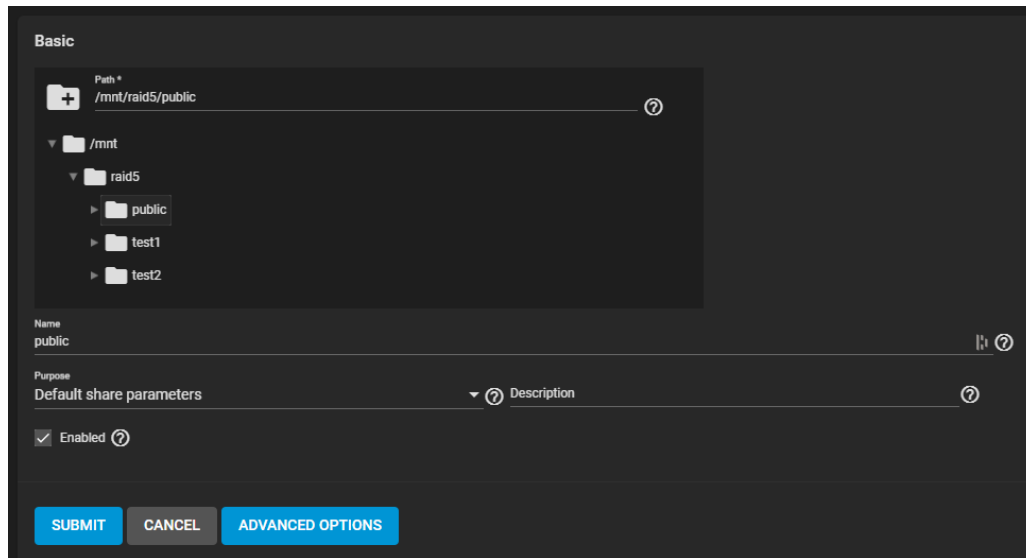 Basic
Path *
/mnt/raid5/public
/mnt
raid5
public
test1
test2
Name
public
Purpose
Default share parameters
Description
Enabled
SUBMIT CANCEL ADVANCED OPTIONS